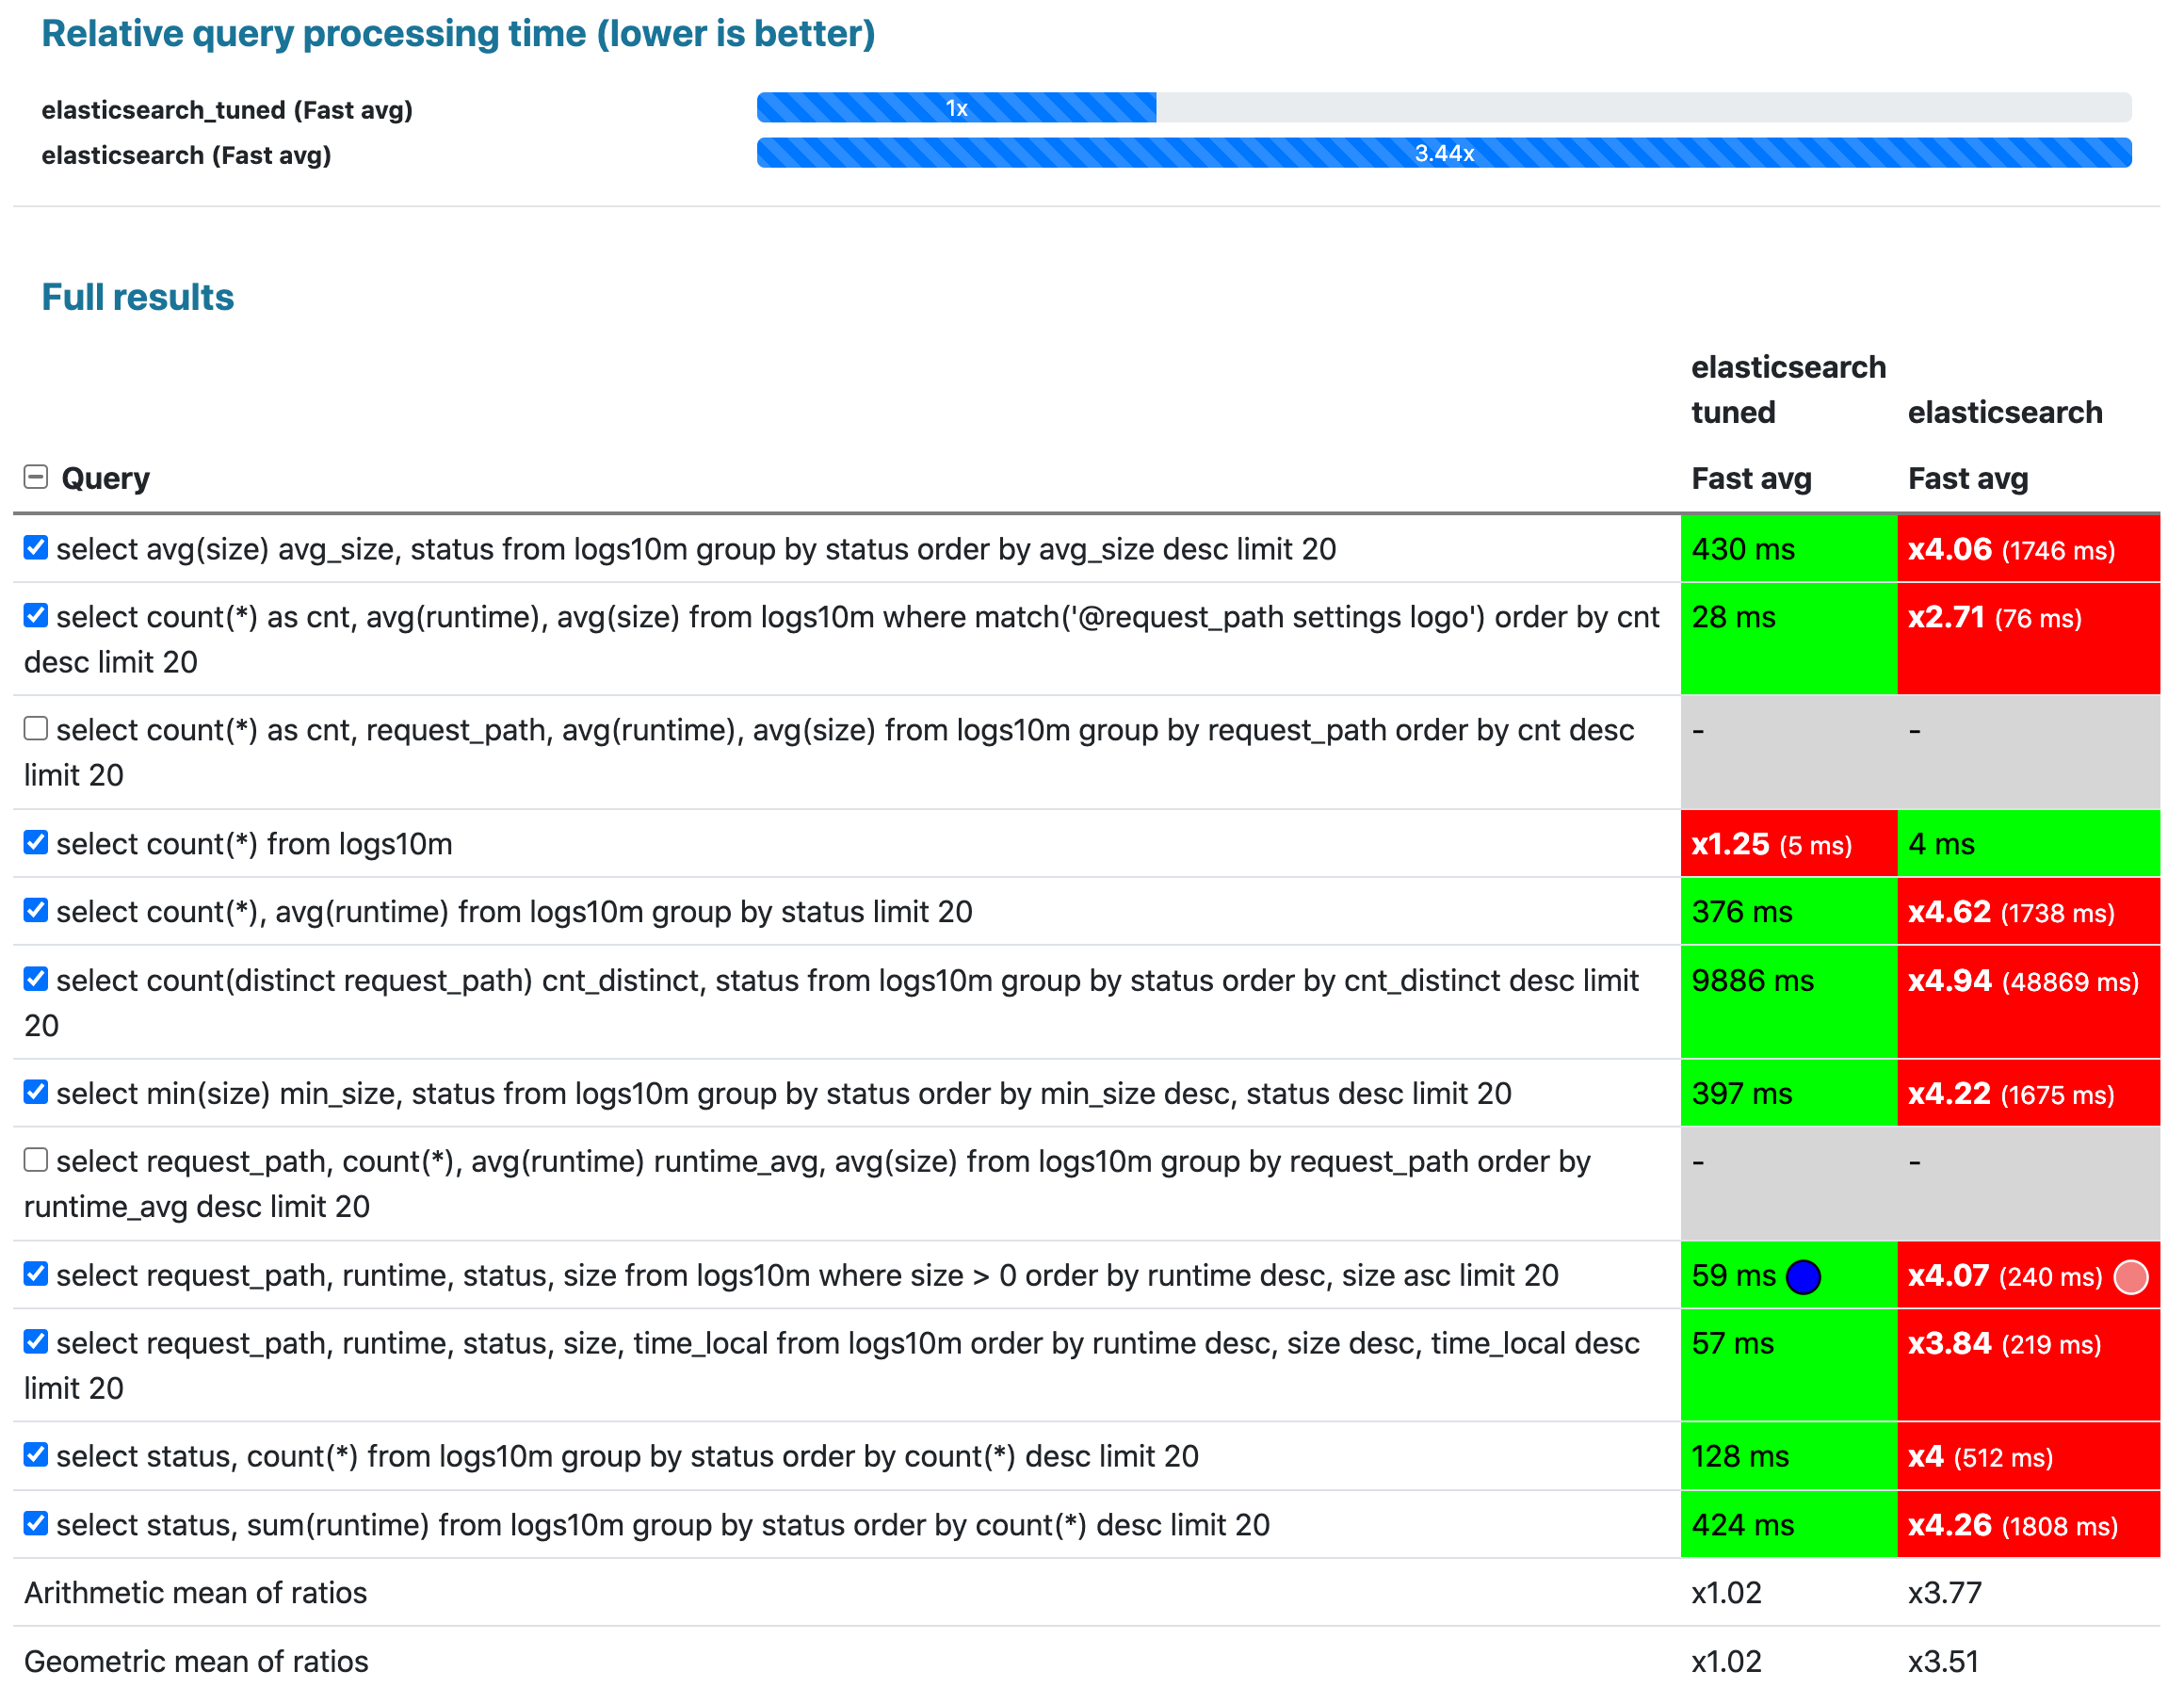 Relative query processing time (lower is better)
elasticsearch_tuned (Fast avg)
1x
elasticsearch (Fast avg)
3.44x
Full results
elasticsearch
tuned
elasticsearch
Query
Fast avg
Fast avg
select avg(size) avg_size, status from logs10m group by status order by avg_size desc limit 20
430 ms
x4.06 (1746 ms)
select count(*) as cnt, avg(runtime), avg(size) from logs10m where match('@request_path settings logo') order by cnt
desc limit 20
28 ms
x2.71 (76 ms)
select count(*) as cnt, request_path, avg(runtime), avg(size) from logs10m group by request_path order by cnt desc
limit 20
-
-
select count(*) from logs10m
x1.25 (5 ms)
4 ms
select count(*), avg(runtime) from logs10m group by status limit 20
376 ms
x4.62 (1738 ms)
select count(distinct request_path) cnt_distinct, status from logs10m group by status order by cnt_distinct desc limit
20
9886 ms
x4.94 (48869 ms)
select min(size) min_size, status from logs10m group by status order by min_size desc, status desc limit 20
397 ms
x4.22 (1675 ms)
select request_path, count(*), avg(runtime) runtime_avg, avg(size) from logs10m group by request_path order by
runtime_avg desc limit 20
-
-
select request_path, runtime, status, size from logs10m where size > 0 order by runtime desc, size asc limit 20
59 ms
x4.07 (240 ms)
select request_path, runtime, status, size, time_local from logs10m order by runtime desc, size desc, time_local desc
limit 20
57 ms
x3.84 (219 ms)
select status, count(*) from logs10m group by status order by count(*) desc limit 20
128 ms
x4 (512 ms)
select status, sum(runtime) from logs10m group by status order by count(*) desc limit 20
424 ms
x4.26 (1808 ms)
Arithmetic mean of ratios
x1.02
x3.77
Geometric mean of ratios
x1.02
x3.51